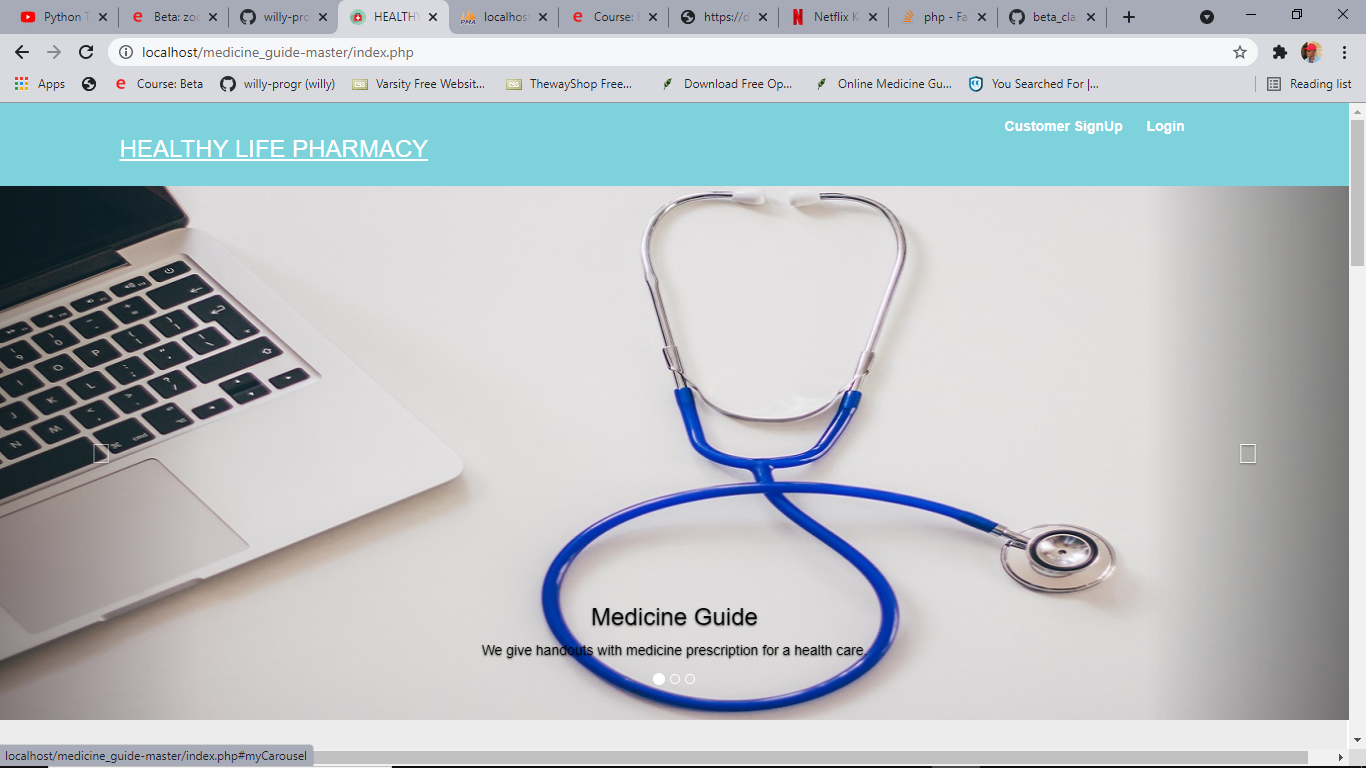 Python T
Beta: zoo
willy-pro
HEALTHY
localhos
Course:
https://d
Netflix K
php - Fa
beta_cla
localhost/medicine_guide-master/index.php
Apps
Course: Beta
willy-progr (willy)
Varsity Free Websit...
ThewayShop Free...
Download Free Op...
Online Medicine Gu...
You Searched For |...
Reading list
Customer SignUp
Login
HEALTHY LIFE PHARMACY
Medicine Guide
We give handouts with medicine prescription for a health care.
localhost/medicine_guide-master/index.php#myCarousel